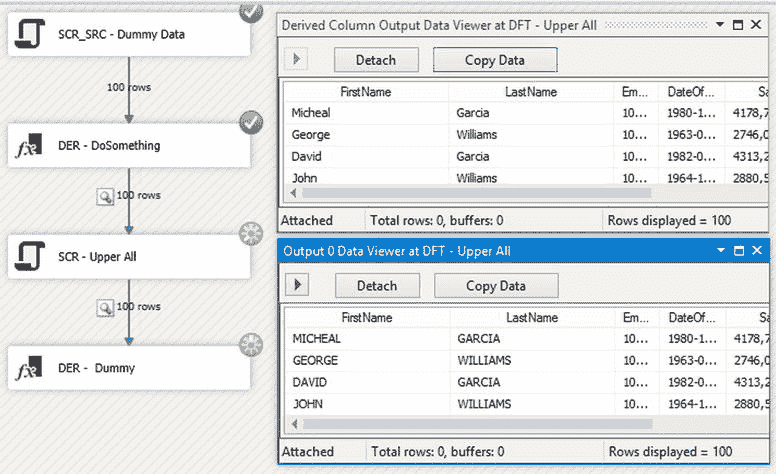 SCR_SRC - Dummy Data
100 rows
DER - DoSomething
100 rows
SCR - Upper All
100 rows
DER - Dummy
Derived Column Output Data Viewer at DFT - Upper All
Detach Copy Data
FirstName LastName Em... DateOf... Sa
Micheal Garcia 10... 1980-1... 4178,7
George Williams 10... 1963-0... 2746,0
David Garcia 10... 1982-0... 4313,2
John Williams 10... 1964-1... 2880,5
Attached Total rows: 0, buffers: 0 Rows displayed = 100
Output 0 Data Viewer at DFT - Upper All
Detach Copy Data
FirstName LastName Em... DateOf... Sa
MICHEAL GARCIA 10... 1980-1... 4178,7
GEORGE WILLIAMS 10... 1963-0... 2746,0
DAVID GARCIA 10... 1982-0... 4313,2
JOHN WILLIAMS 10... 1964-1... 2880,5
Attached Total rows: 0, buffers: 0 Rows displayed = 100